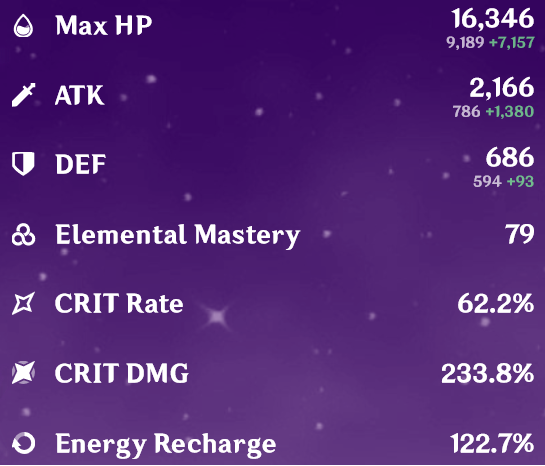 Max HP 16,346
9,189 +7,157
ATK 2,166
786 +1,380
DEF 686
594 +93
Elemental Mastery 79
CRIT Rate 62.2%
CRIT DMG 233.8%
Energy Recharge 122.7%